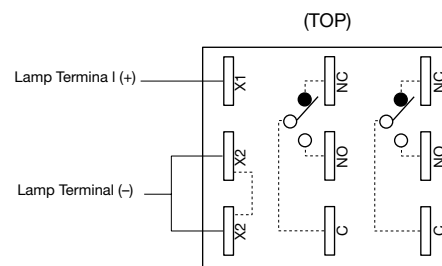 (TOP)
Lamp Termina l (+)
X1
NC
NC
X2
NO
NO
Lamp Terminal (–)
X2
C
C